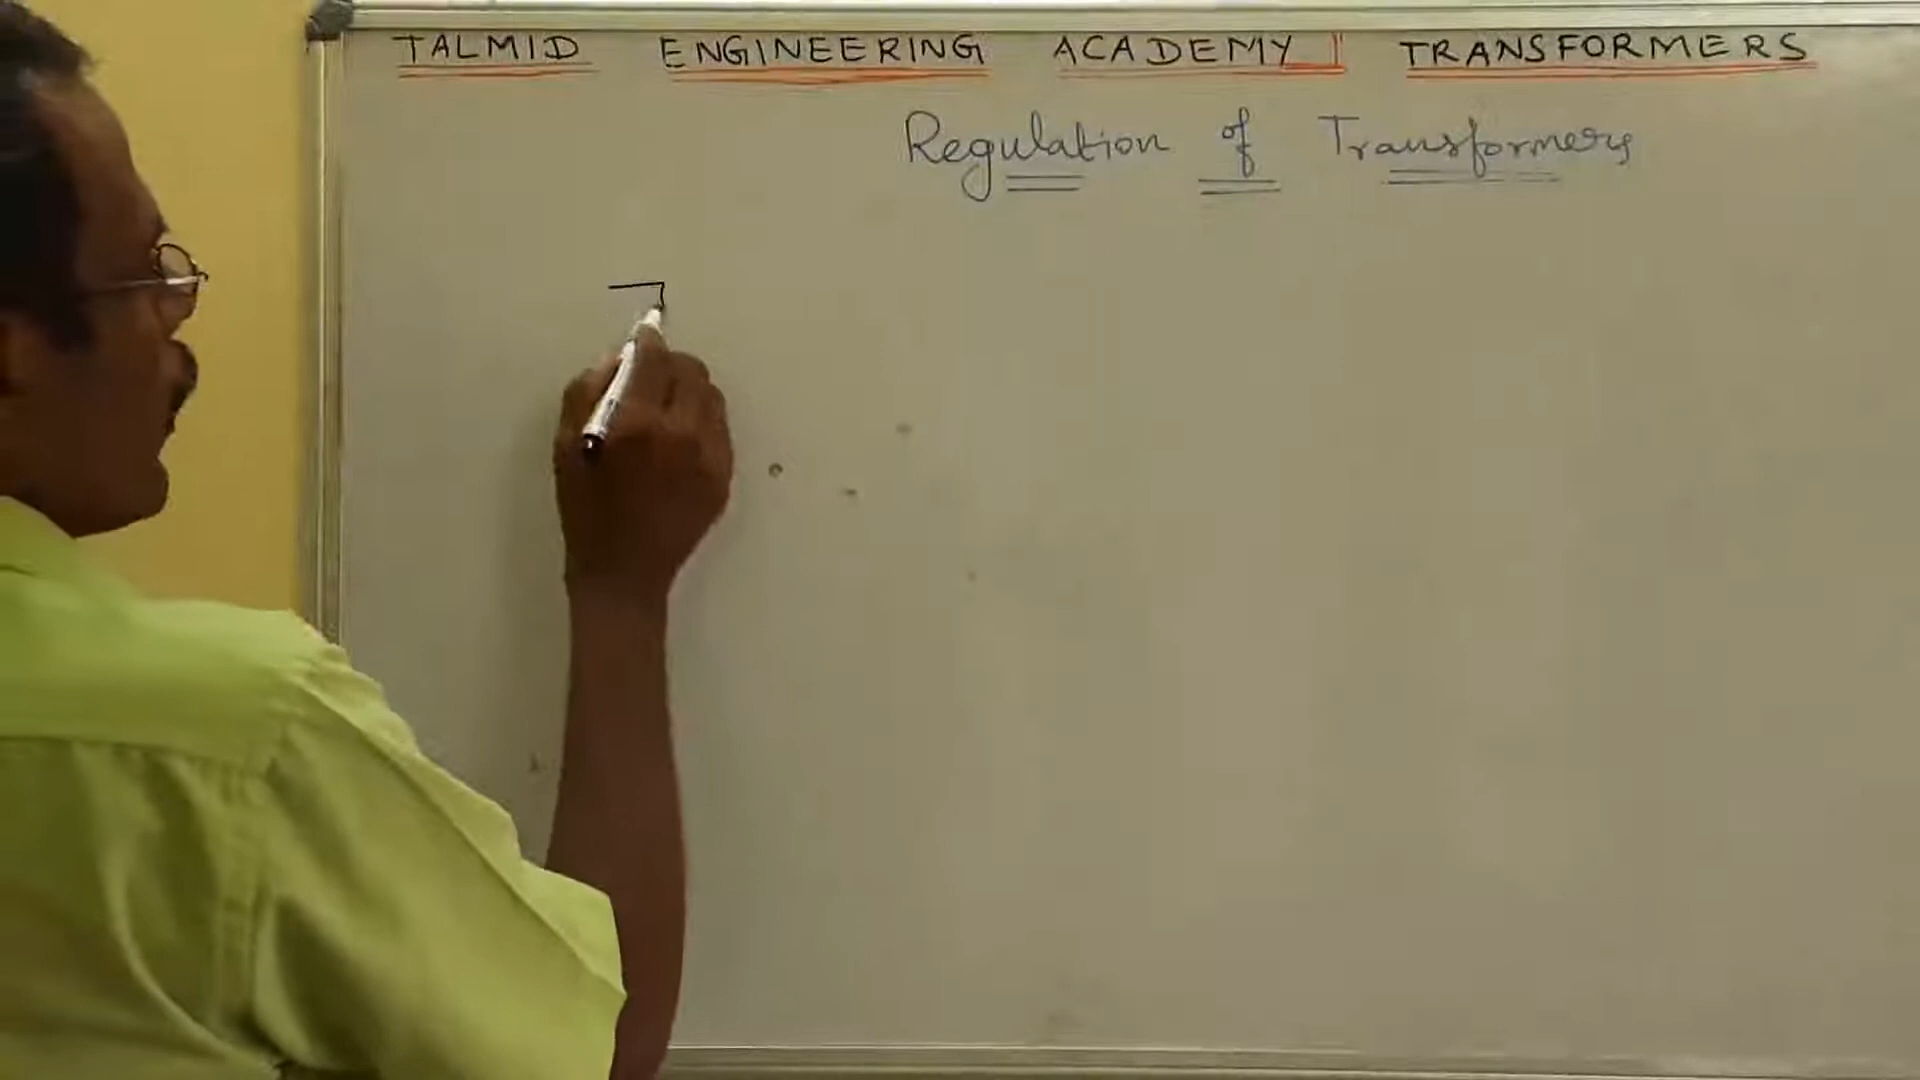 TALMID ENGINEERING ACADEMY | TRANSFORMERS
Regulation of Transformers